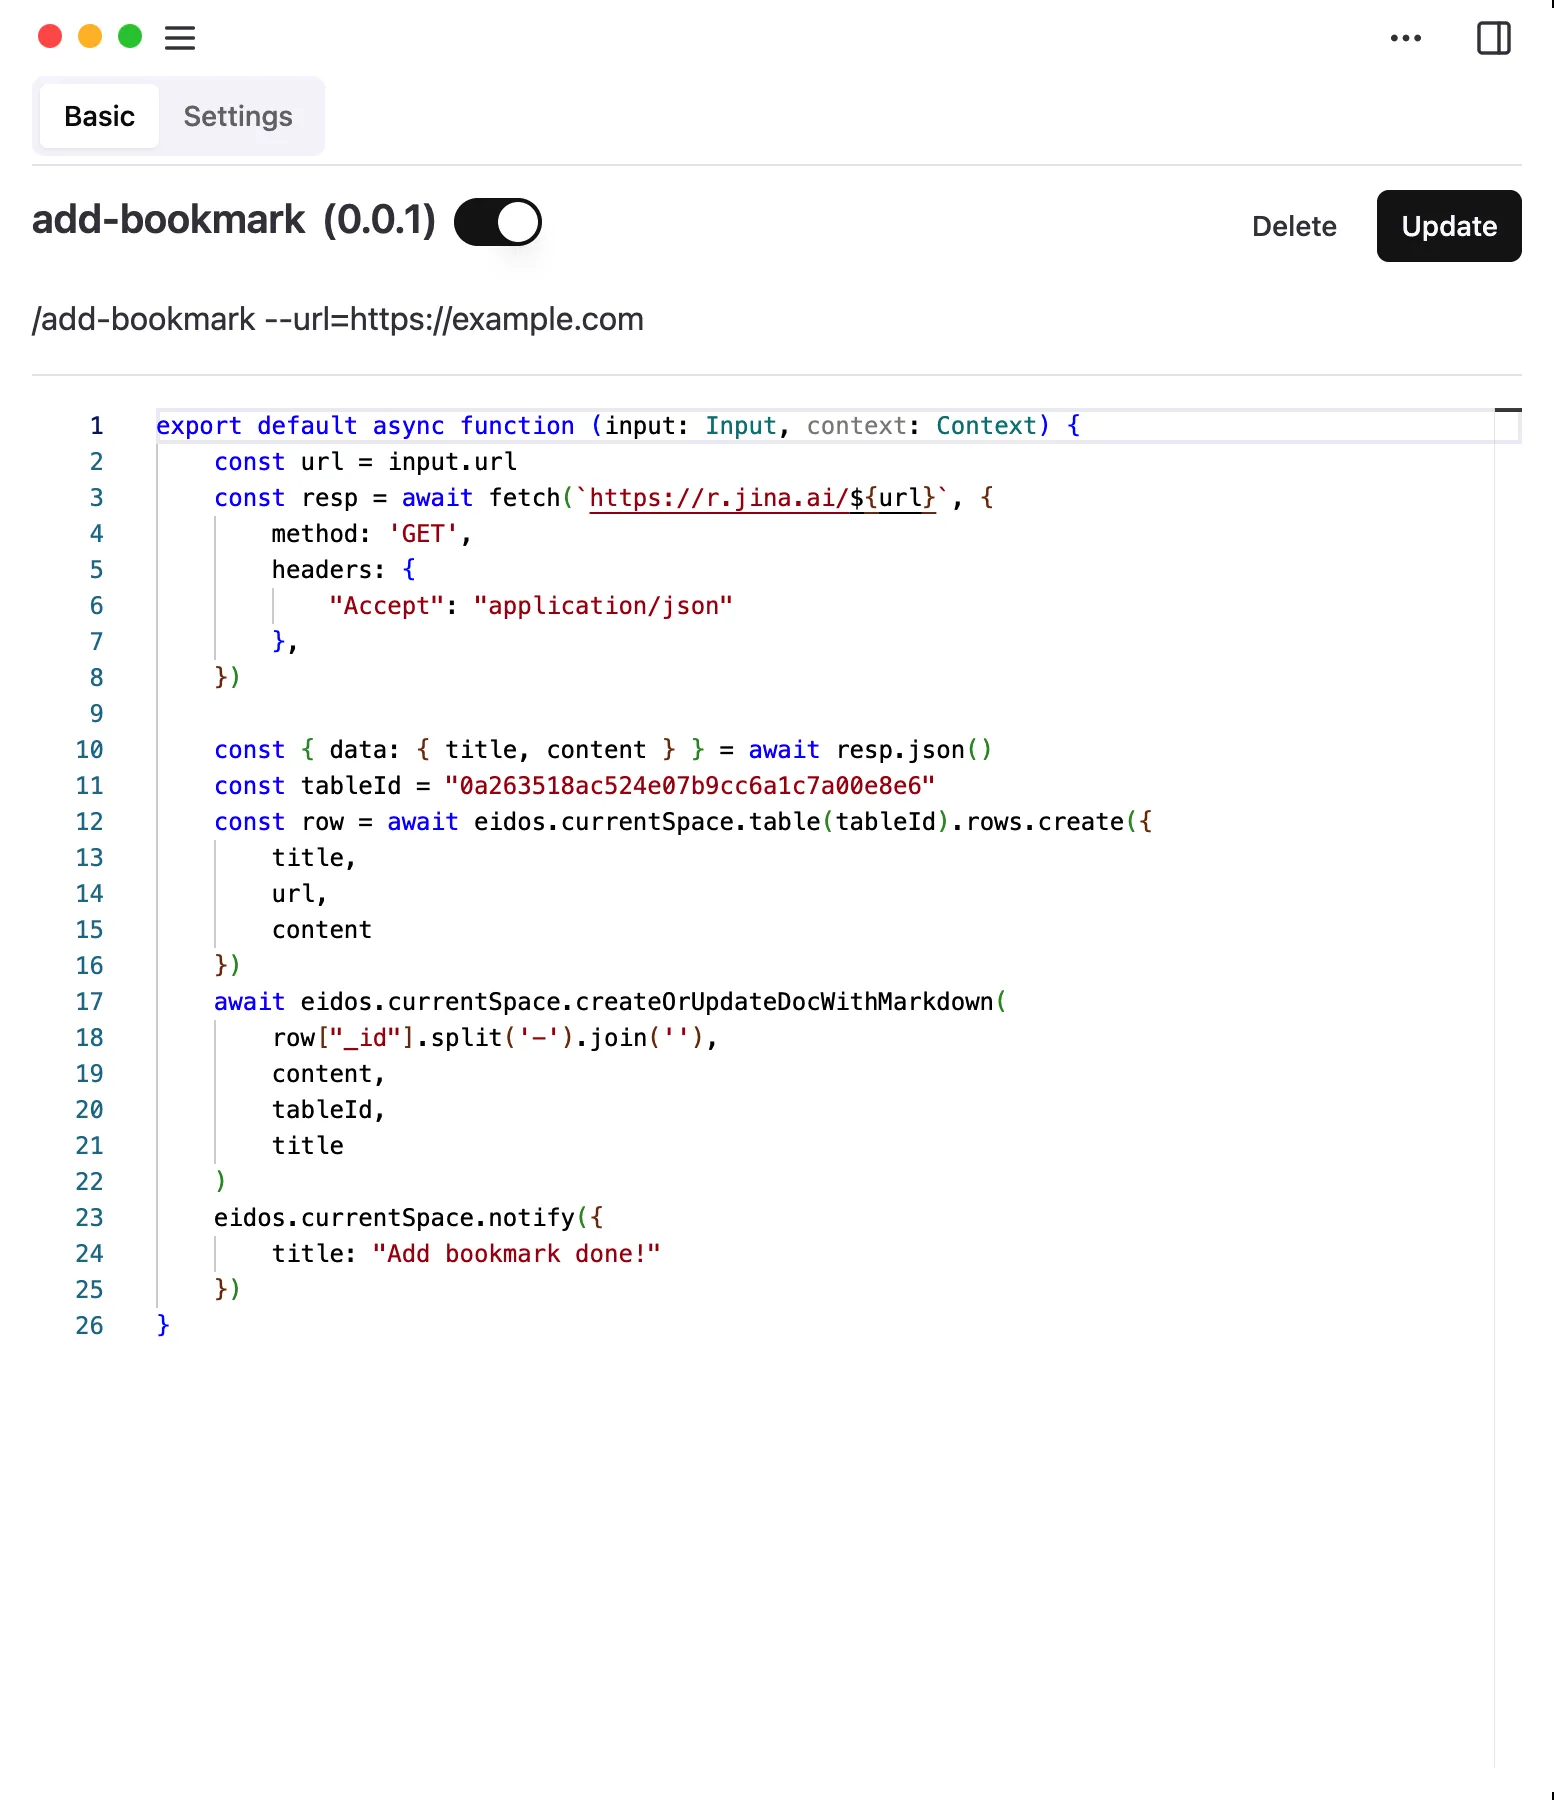 Basic Settings
add-bookmark (0.0.1) Delete Update
/add-bookmark --url=https://example.com
1 export default async function (input: Input, context: Context) {
2     const url = input.url
3     const resp = await fetch(`https://r.jina.ai/${url}`, {
4         method: 'GET',
5         headers: {
6             "Accept": "application/json"
7         },
8     })
9
10     const { data: { title, content } } = await resp.json()
11     const tableId = "0a263518ac524e07b9cc6a1c7a00e8e6"
12     const row = await eidos.currentSpace.table(tableId).rows.create({
13         title,
14         url,
15         content
16     })
17     await eidos.currentSpace.createOrUpdateDocWithMarkdown(
18         row["_id"].split('-').join(''),
19         content,
20         tableId,
21         title
22     )
23     eidos.currentSpace.notify({
24         title: "Add bookmark done!"
25     })
26 }